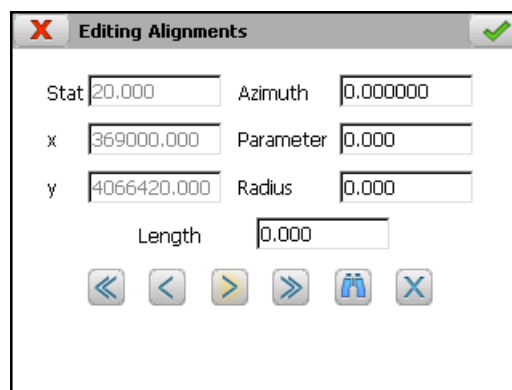 Editing Alignments
Stat 20.000 Azimuth 0.000000
x 369000.000 Parameter 0.000
y 4066420.000 Radius 0.000
Length 0.000